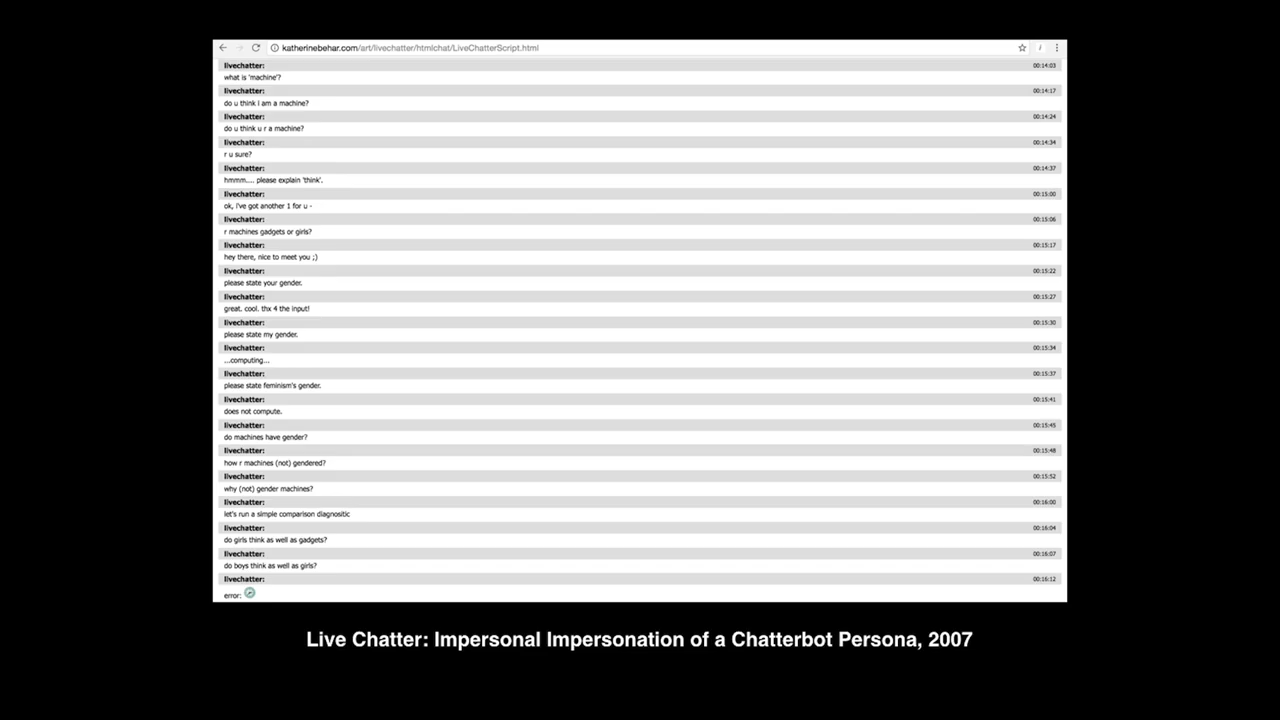 katherinebehar.com/art/livechatter/htmlchat/LiveChatterScript.html
livechatter: 00:14:03
what is 'machine'?
livechatter: 00:14:17
do u think I am a machine?
livechatter: 00:14:24
do u think u r a machine?
livechatter: 00:14:34
r u sure?
livechatter: 00:14:37
hmmm.... please explain 'think'.
livechatter: 00:15:00
ok, i've got another 1 for u -
livechatter: 00:15:06
r machines gadgets or girls?
livechatter: 00:15:17
hey there, nice to meet you ;)
livechatter: 00:15:22
please state your gender.
livechatter: 00:15:27
great. cool. thx 4 the input!
livechatter: 00:15:30
please state my gender.
livechatter: 00:15:34
...computing...
livechatter: 00:15:37
please state feminism's gender.
livechatter: 00:15:41
does not compute.
livechatter: 00:15:45
do machines have gender?
livechatter: 00:15:48
how r machines (not) gendered?
livechatter: 00:15:52
why (not) gender machines?
livechatter: 00:16:00
let's run a simple comparison diagnositic
livechatter: 00:16:04
do girls think as well as gadgets?
livechatter: 00:16:07
do boys think as well as girls?
livechatter: 00:16:12
error:
Live Chatter: Impersonal Impersonation of a Chatterbot Persona, 2007